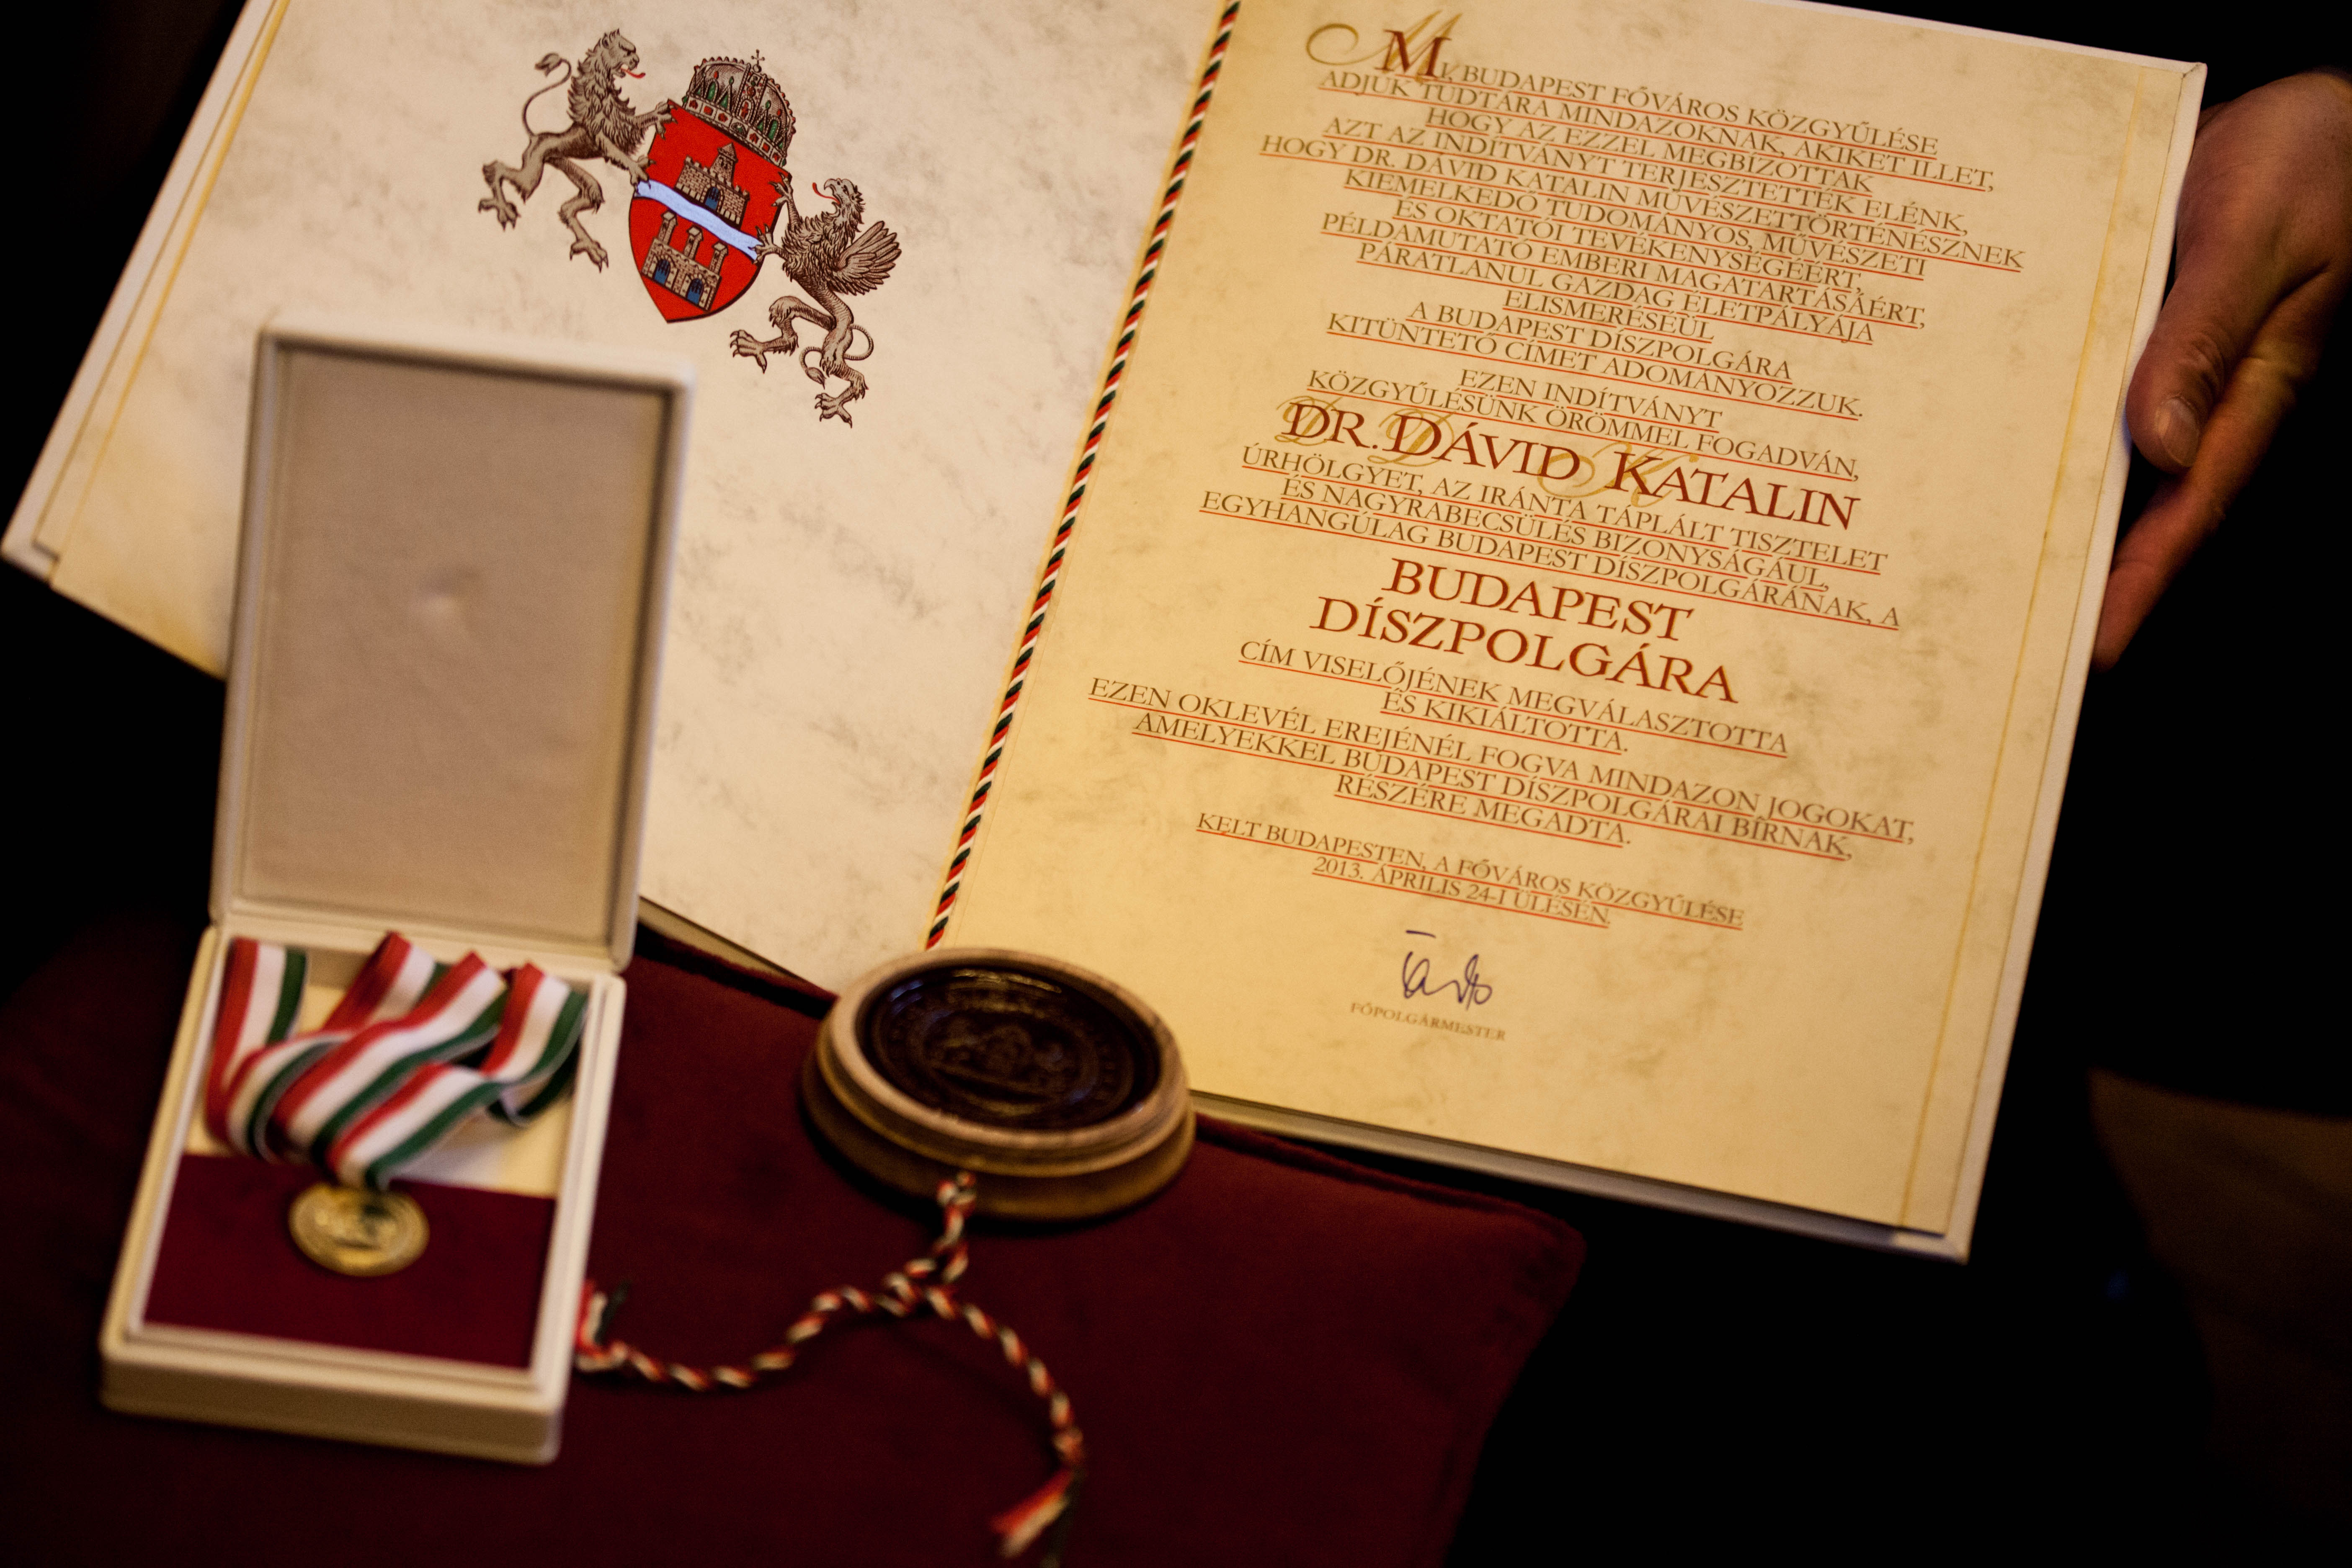 MI, BUDAPEST FŐVÁROS KÖZGYŰLÉSE
ADJUK TUDTÁRA MINDAZOKNAK, AKIKET ILLET,
HOGY AZ EZZEL MEGBÍZOTTAK
AZT AZ INDÍTVÁNYT TERJESZTETTÉK ELÉNK,
HOGY DR. DÁVID KATALIN MŰVÉSZETTÖRTÉNÉSZNEK
KIEMELKEDŐ TUDOMÁNYOS, MŰVÉSZETI
ÉS OKTATÓI TEVÉKENYSÉGÉÉRT,
PÉLDAMUTATÓ EMBERI MAGATARTÁSÁÉRT,
PÁRATLANUL GAZDAG ÉLETPÁLYÁJA
ELISMERÉSÉÜL
A BUDAPEST DÍSZPOLGÁRA
KITÜNTETŐ CÍMET ADOMÁNYOZZUK.
EZEN INDÍTVÁNYT
KÖZGYŰLÉSÜNK ÖRÖMMEL FOGADVÁN,
DR. DÁVID KATALIN
ÚRHÖLGYET, AZ IRÁNTA TÁPLÁLT TISZTELET
ÉS NAGYRABECSÜLÉS BIZONYSÁGÁUL,
EGYHANGÚLAG BUDAPEST DÍSZPOLGÁRÁNAK, A
BUDAPEST
DÍSZPOLGÁRA
CÍM VISELŐJÉNEK MEGVÁLASZTOTTA
ÉS KIKIÁLTOTTA.
EZEN OKLEVÉL EREJÉNÉL FOGVA MINDAZON JOGOKAT,
AMELYEKKEL BUDAPEST DÍSZPOLGÁRAI BÍRNAK,
RÉSZÉRE MEGADTA.
KELT BUDAPESTEN, A FŐVÁROS KÖZGYŰLÉSE
2013. ÁPRILIS 24-I ÜLÉSÉN.
FŐPOLGÁRMESTER